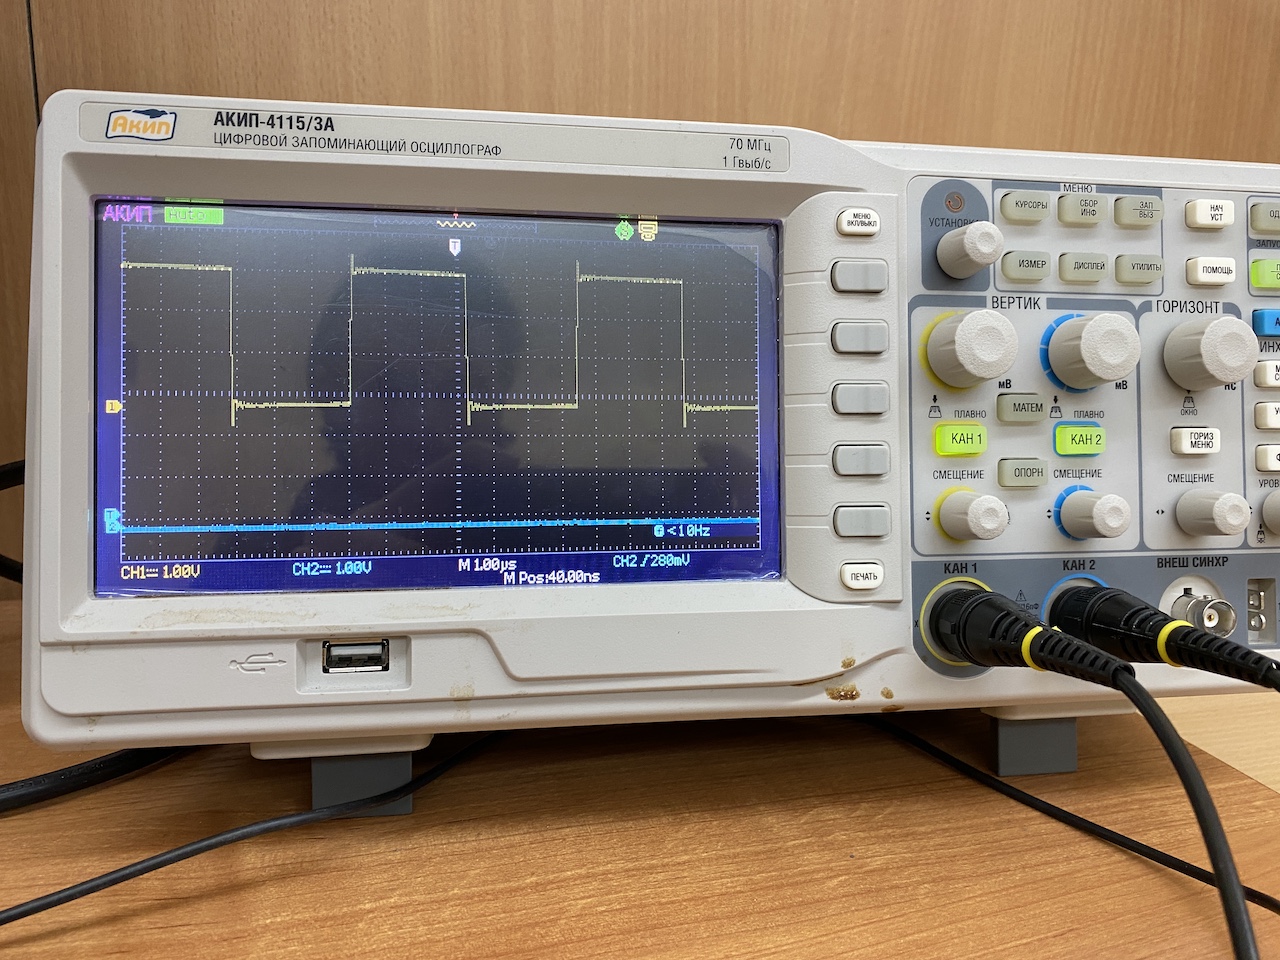 Акип
АКИП-4115/3А
ЦИФРОВОЙ ЗАПОМИНАЮЩИЙ ОСЦИЛЛОГРАФ
70 МГц
1 Гвыб/с
АКИП Auto
T
1
2
<10Hz
CH1 1.00V
CH2 1.00V
M 1.00µs
M Pos:40.00ns
CH2 /280mV
МЕНЮ
ВКЛ/ВЫКЛ
ПЕЧАТЬ
МЕНЮ
КУРСОРЫ
СБОР
ИНФ
ЗАП
ВЫЗ
НАЧ
УСТ
ИЗМЕР
ДИСПЛЕЙ
УТИЛИТЫ
ПОМОЩЬ
ВЕРТИК
ГОРИЗОНТ
мВ
мВ
нс
ПЛАВНО
МАТЕМ
ПЛАВНО
ОКНО
КАН 1
КАН 2
ГОРИЗ
МЕНЮ
СМЕЩЕНИЕ
ОПОРН
СМЕЩЕНИЕ
СМЕЩЕНИЕ
КАН 1
КАН 2
ВНЕШ СИНХР